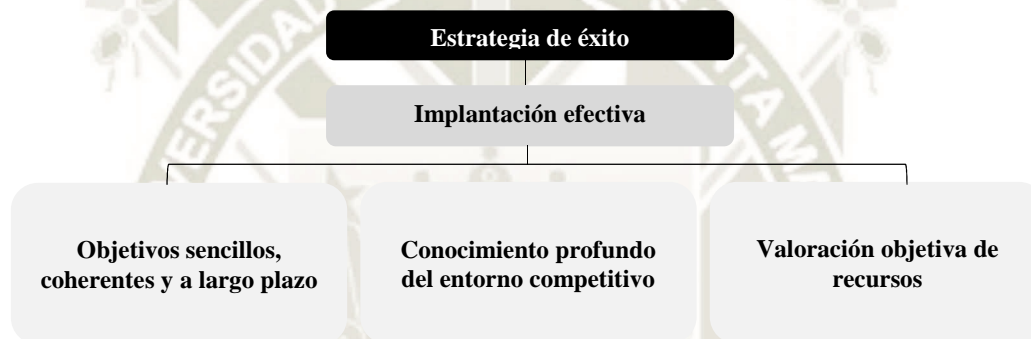 Estrategia de éxito
Implantación efectiva
Objetivos sencillos,
coherentes y a largo plazo
Conocimiento profundo
del entorno competitivo
Valoración objetiva de
recursos